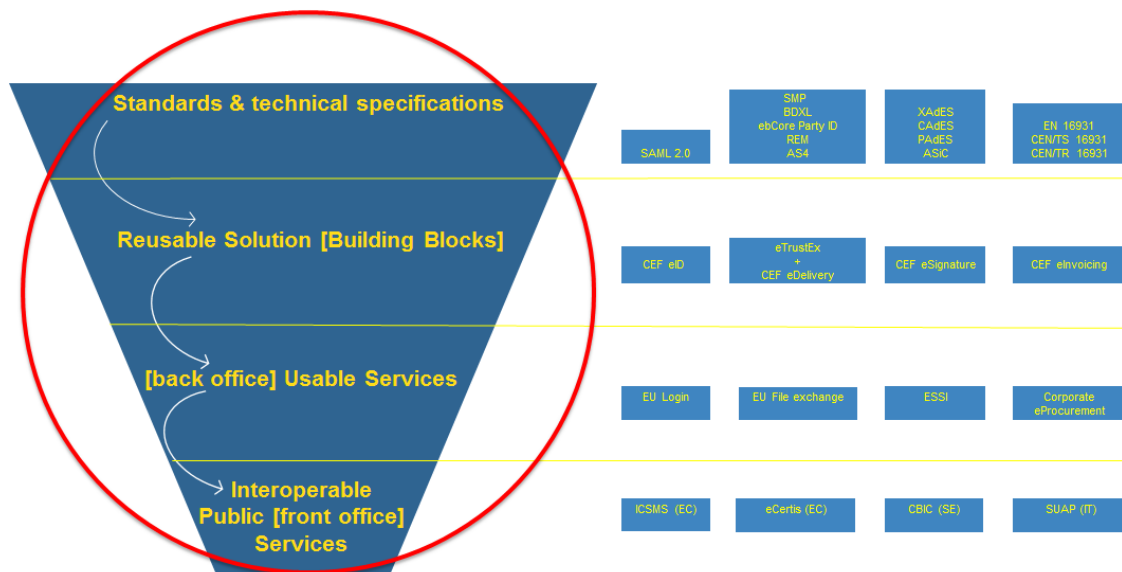 Standards & technical specifications
SAML 2.0
SMP
BDXL
ebCore Party ID
REM
AS4
XAdES
CAdES
PAdES
ASiC
EN 16931
CEN/TS 16931
CEN/TR 16931
Reusable Solution [Building Blocks]
CEF eID
eTrustEx
+
CEF eDelivery
CEF eSignature
CEF eInvoicing
[back office] Usable Services
EU Login
EU File exchange
ESSI
Corporate
eProcurement
Interoperable
Public [front office]
Services
ICSMS (EC)
eCertis (EC)
CBIC (SE)
SUAP (IT)